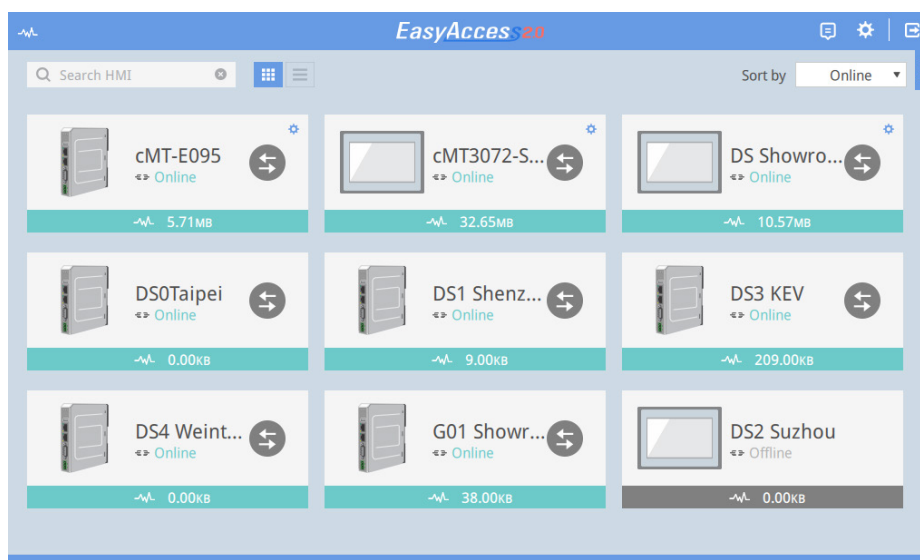 EasyAccess2.0
Search HMI
Sort by Online
cMT-E095
Online
5.71MB
cMT3072-S...
Online
32.65MB
DS Showro...
Online
10.57MB
DS0Taipei
Online
0.00KB
DS1 Shenz...
Online
9.00KB
DS3 KEV
Online
209.00KB
DS4 Weint...
Online
0.00KB
G01 Showr...
Online
38.00KB
DS2 Suzhou
Offline
0.00KB